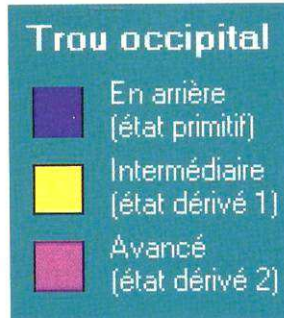 Trou occipital
En arrière
(état primitif)
Intermédiaire
(état dérivé 1)
Avancé
(état dérivé 2)